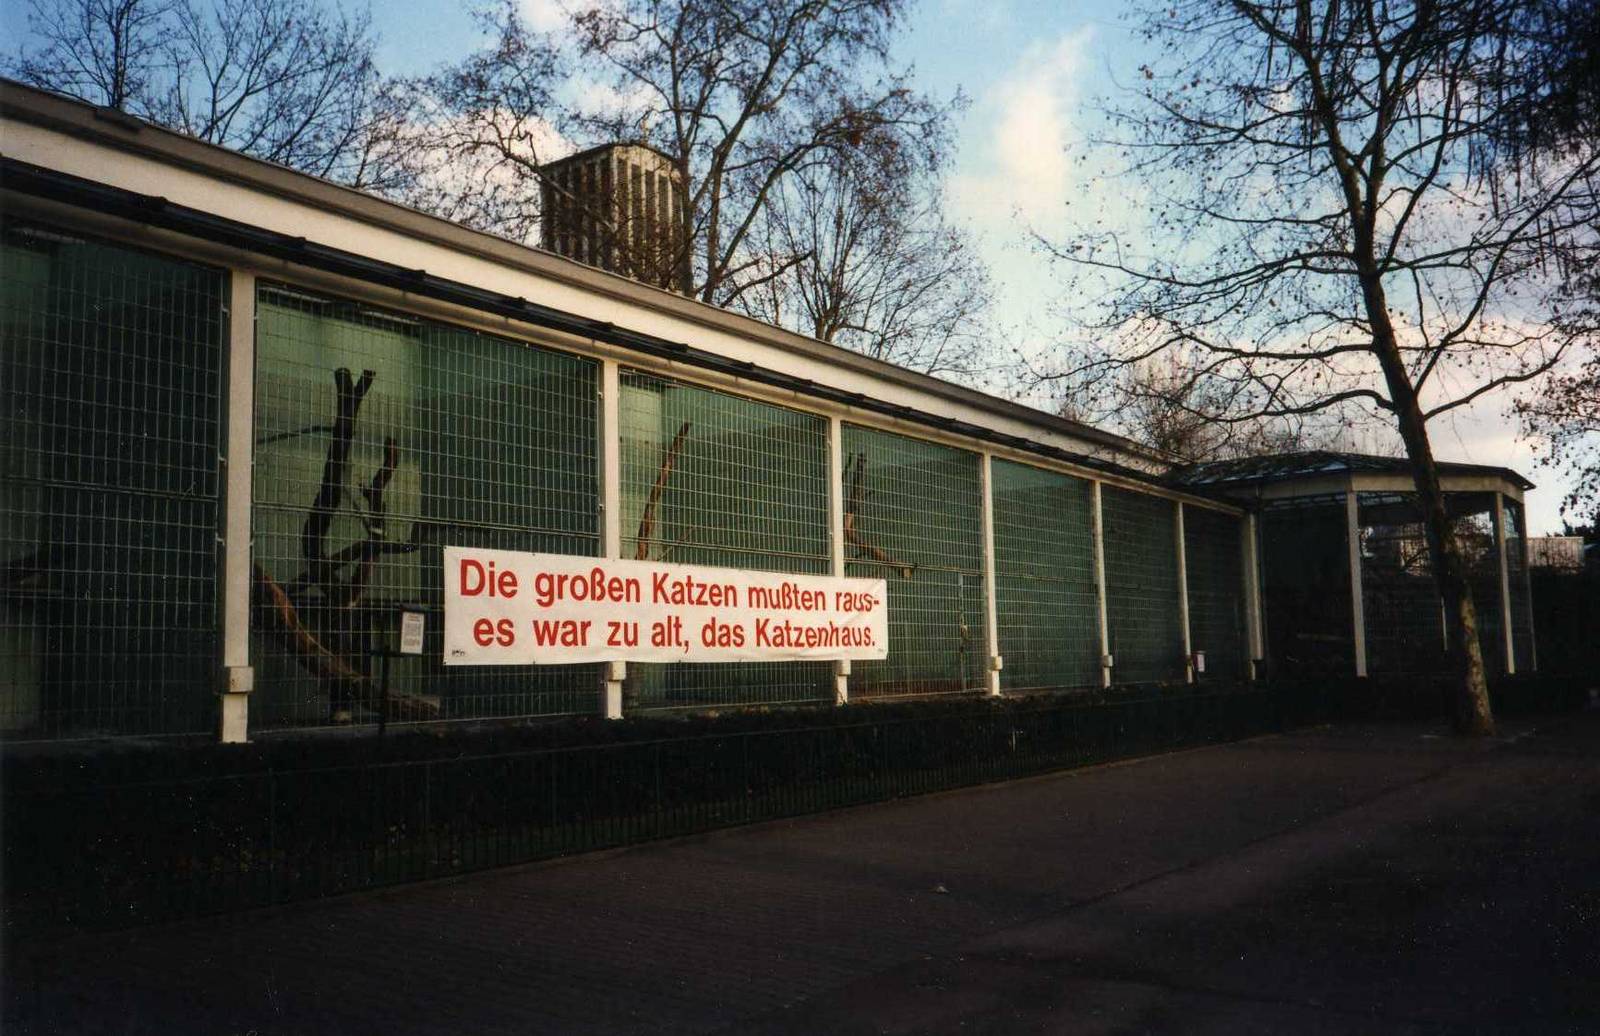 Die großen Katzen mußten raus-
es war zu alt, das Katzenhaus.